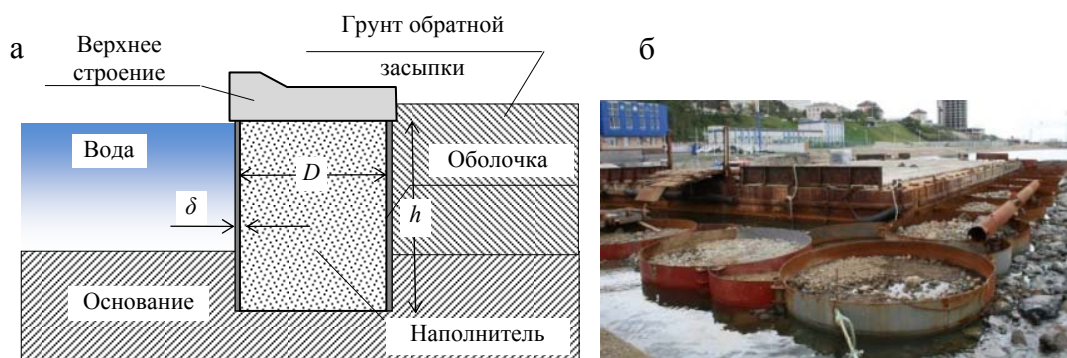 а
Верхнее
строение
Грунт обратной
засыпки
б
Вода
Оболочка
D
δ
h
Основание
Наполнитель